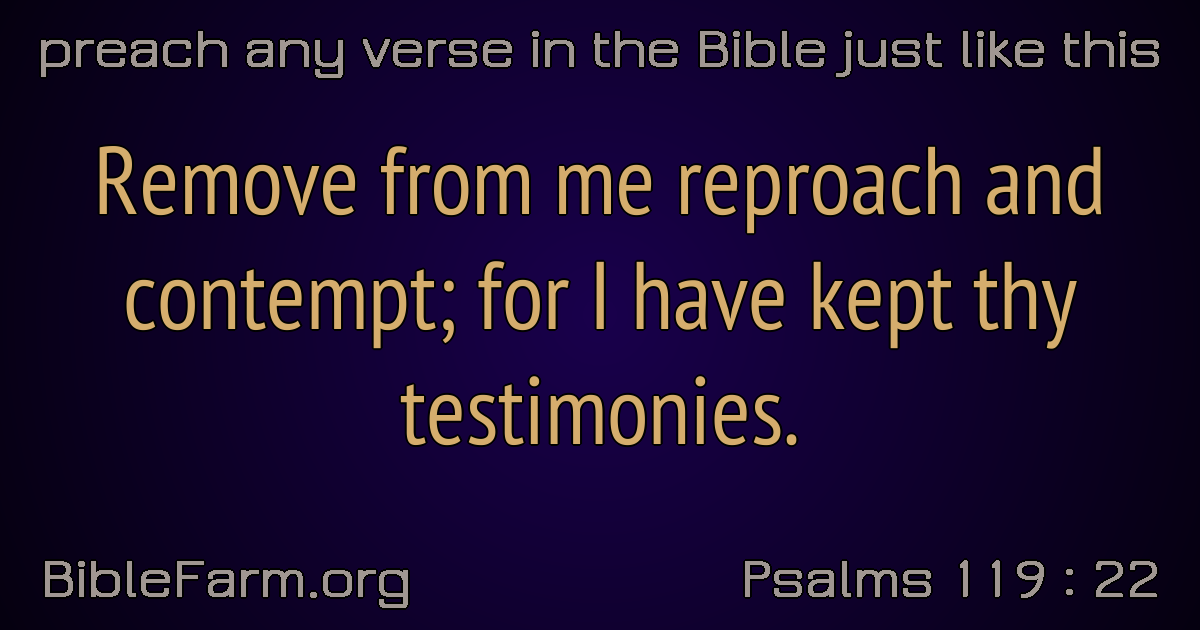 preach any verse in the Bible just like this
Remove from me reproach and
contempt; for I have kept thy
testimonies.
BibleFarm.org
Psalms 119 : 22